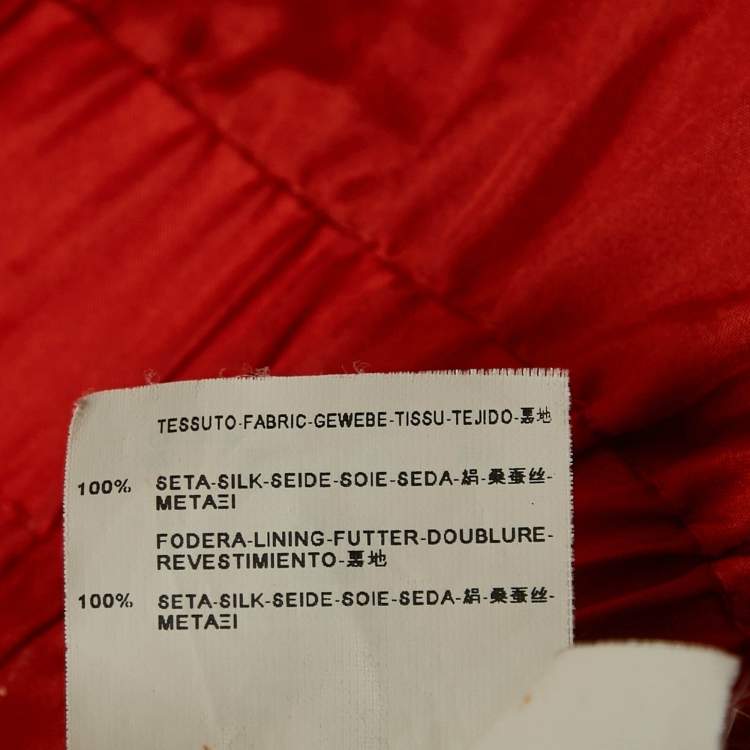 TESSUTO-FABRIC-GEWEBE-TISSU-TEJIDO-裏地
100% SETA-SILK-SEIDE-SOIE-SEDA-絹-桑蚕丝-
METAΞI
FODERA-LINING-FUTTER-DOUBLURE-
REVESTIMIENTO-裏地
100% SETA-SILK-SEIDE-SOIE-SEDA-絹-桑蚕丝-
METAΞI